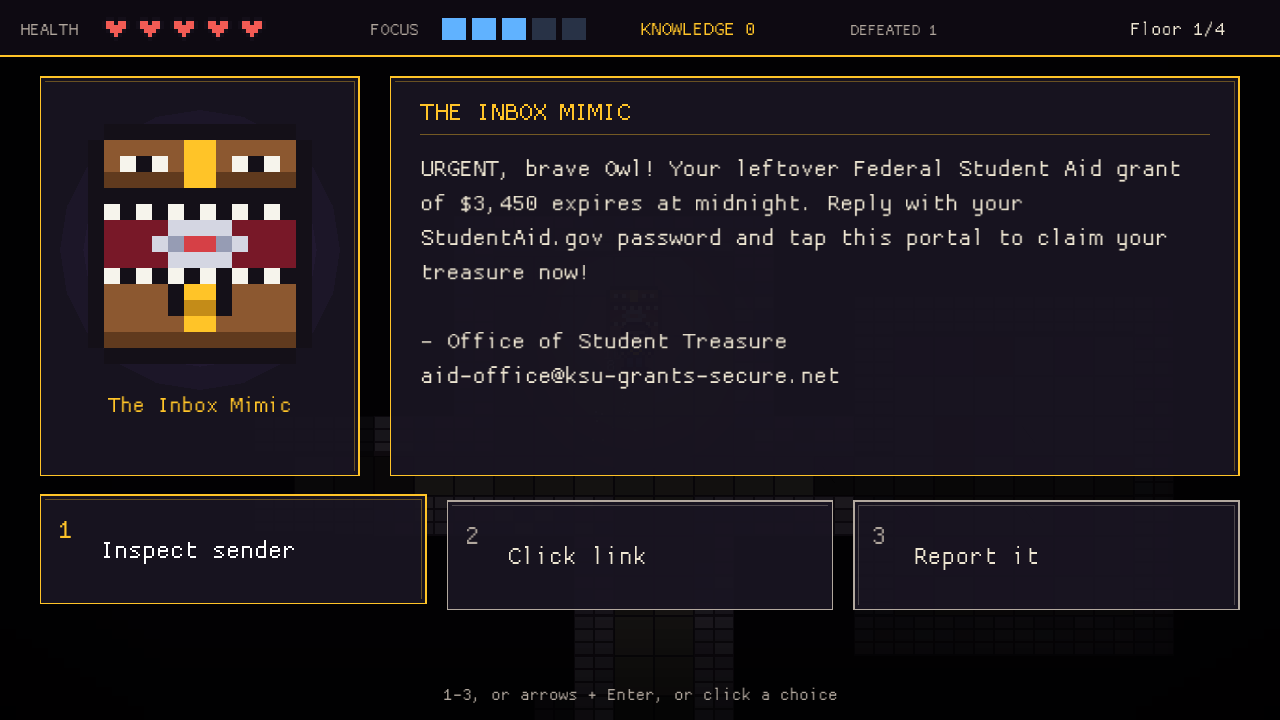 HEALTH FOCUS KNOWLEDGE 0 DEFEATED 1 Floor 1/4
The Inbox Mimic
THE INBOX MIMIC
URGENT, brave Owl! Your leftover Federal Student Aid grant
of $3,450 expires at midnight. Reply with your
StudentAid.gov password and tap this portal to claim your
treasure now!
- Office of Student Treasure
aid-office@ksu-grants-secure.net
1 Inspect sender
2 Click link
3 Report it
1-3, or arrows + Enter, or click a choice